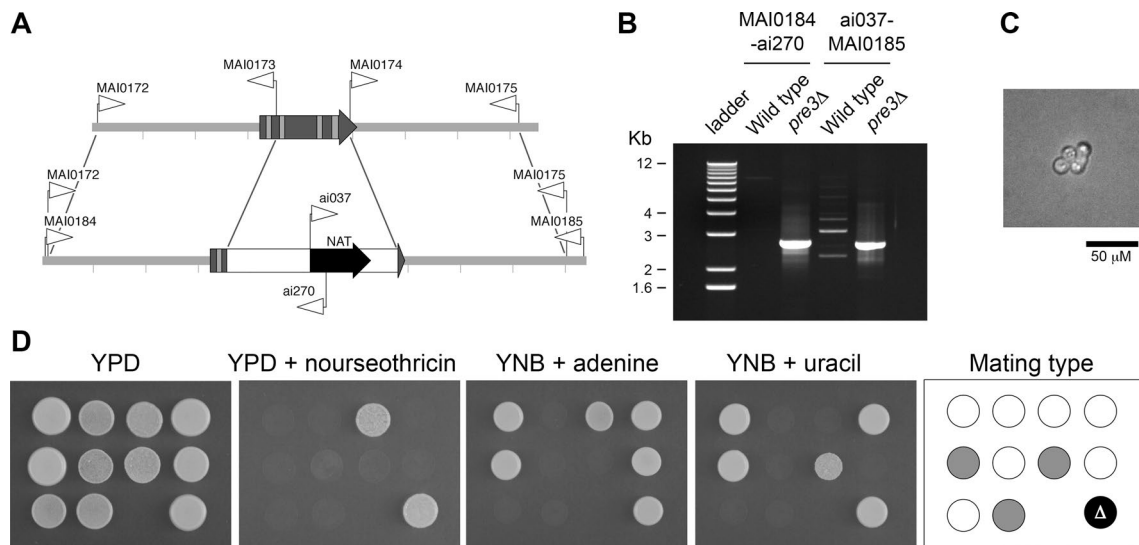 A
MAI0172
MAI0173
MAI0174
MAI0175
MAI0172
MAI0184
MAI0175
MAI0185
ai037
NAT
ai270
B
MAI0184
-ai270
ai037-
MAI0185
ladder
Wild type
pre3Δ
Wild type
pre3Δ
Kb
12
4
3
2
1.6
C
50 µM
D
YPD
YPD + nourseothricin
YNB + adenine
YNB + uracil
Mating type
Δ